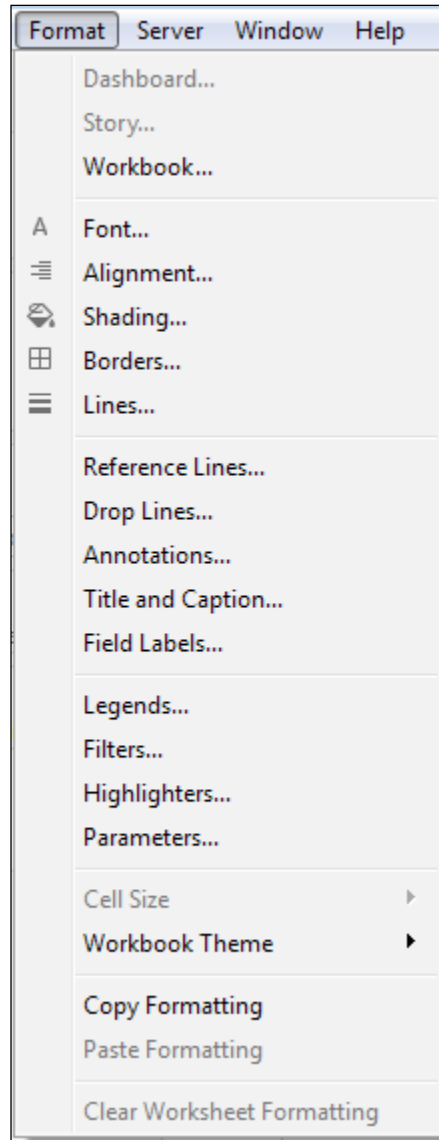 Format Server Window Help
Dashboard...
Story...
Workbook...
Font...
Alignment...
Shading...
Borders...
Lines...
Reference Lines...
Drop Lines...
Annotations...
Title and Caption...
Field Labels...
Legends...
Filters...
Highlighters...
Parameters...
Cell Size
Workbook Theme
Copy Formatting
Paste Formatting
Clear Worksheet Formatting